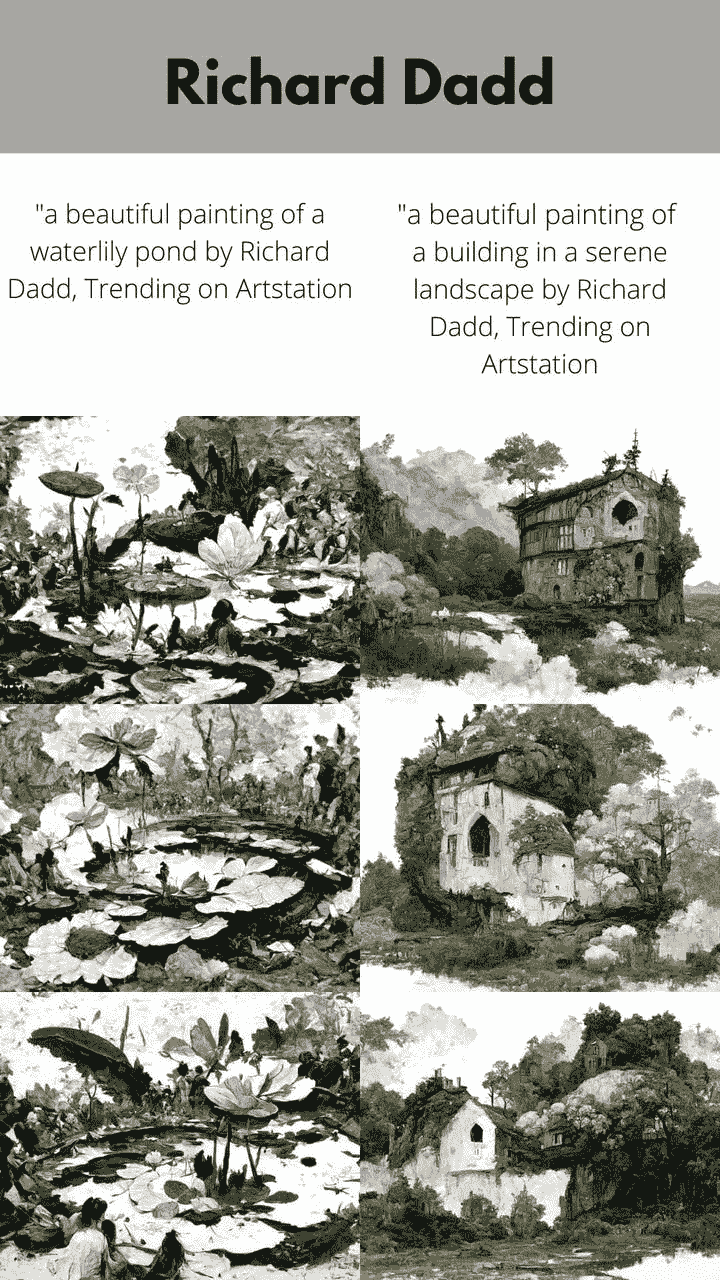 Richard Dadd
"a beautiful painting of a
waterlily pond by Richard
Dadd, Trending on Artstation
"a beautiful painting of
a building in a serene
landscape by Richard
Dadd, Trending on
Artstation